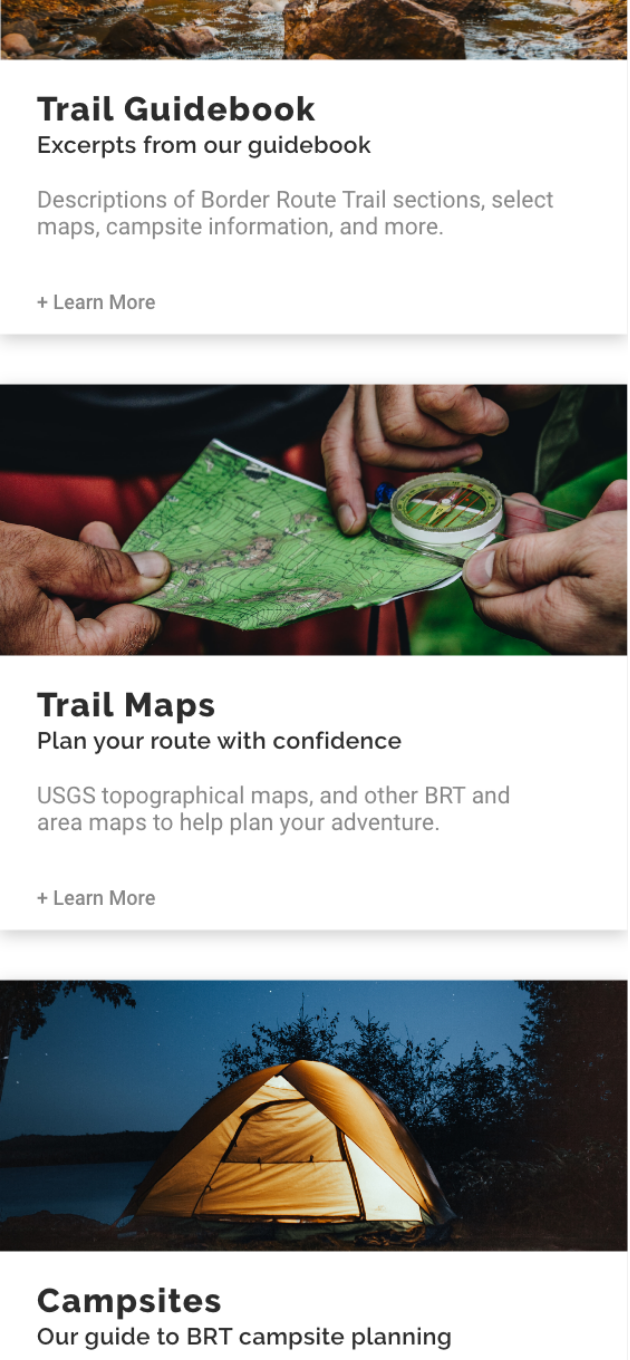 Trail Guidebook
Excerpts from our guidebook
Descriptions of Border Route Trail sections, select
maps, campsite information, and more.
+ Learn More
Trail Maps
Plan your route with confidence
USGS topographical maps, and other BRT and
area maps to help plan your adventure.
+ Learn More
Campsites
Our guide to BRT campsite planning